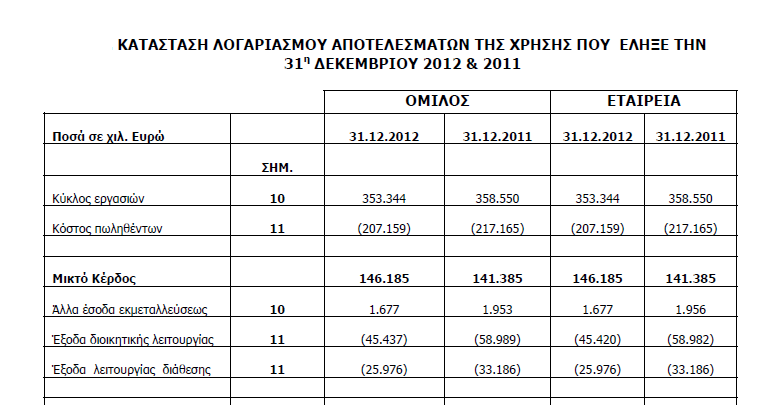 ΚΑΤΑΣΤΑΣΗ ΛΟΓΑΡΙΑΣΜΟΥ ΑΠΟΤΕΛΕΣΜΑΤΩΝ ΤΗΣ ΧΡΗΣΗΣ ΠΟΥ ΕΛΗΞΕ ΤΗΝ
31η ΔΕΚΕΜΒΡΙΟΥ 2012 & 2011
ΟΜΙΛΟΣ ΕΤΑΙΡΕΙΑ
Ποσά σε χιλ. Ευρώ 31.12.2012 31.12.2011 31.12.2012 31.12.2011
ΣΗΜ.
Κύκλος εργασιών 10 353.344 358.550 353.344 358.550
Κόστος πωληθέντων 11 (207.159) (217.165) (207.159) (217.165)
Μικτό Κέρδος 146.185 141.385 146.185 141.385
Άλλα έσοδα εκμεταλλεύσεως 10 1.677 1.953 1.677 1.956
Έξοδα διοικητικής λειτουργίας 11 (45.437) (58.989) (45.420) (58.982)
Έξοδα λειτουργίας διάθεσης 11 (25.976) (33.186) (25.976) (33.186)